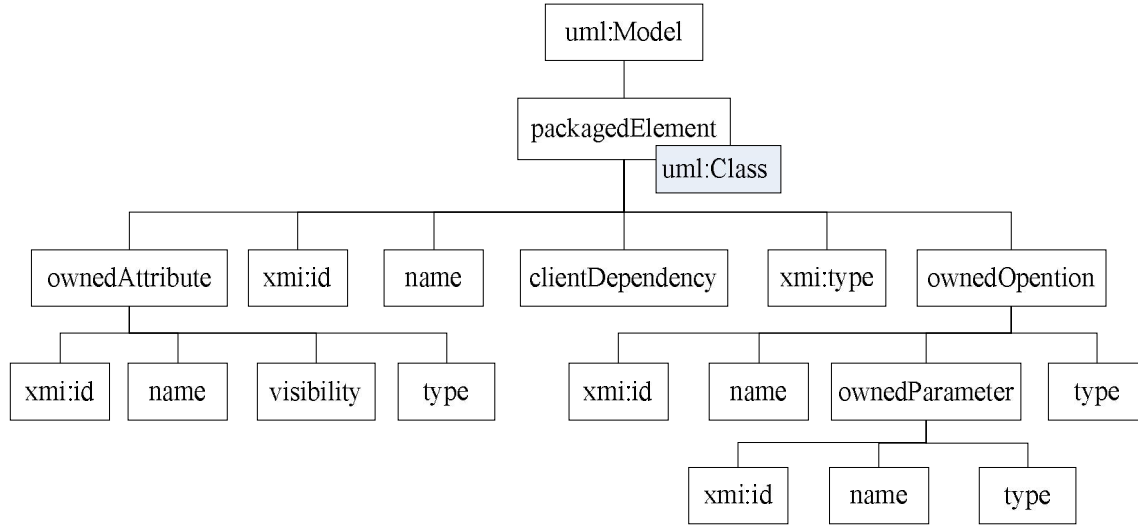 uml:Model
packagedElement
uml:Class
ownedAttribute xmi:id name clientDependency xmi:type ownedOpention
xmi:id name visibility type xmi:id name ownedParameter type
xmi:id name type